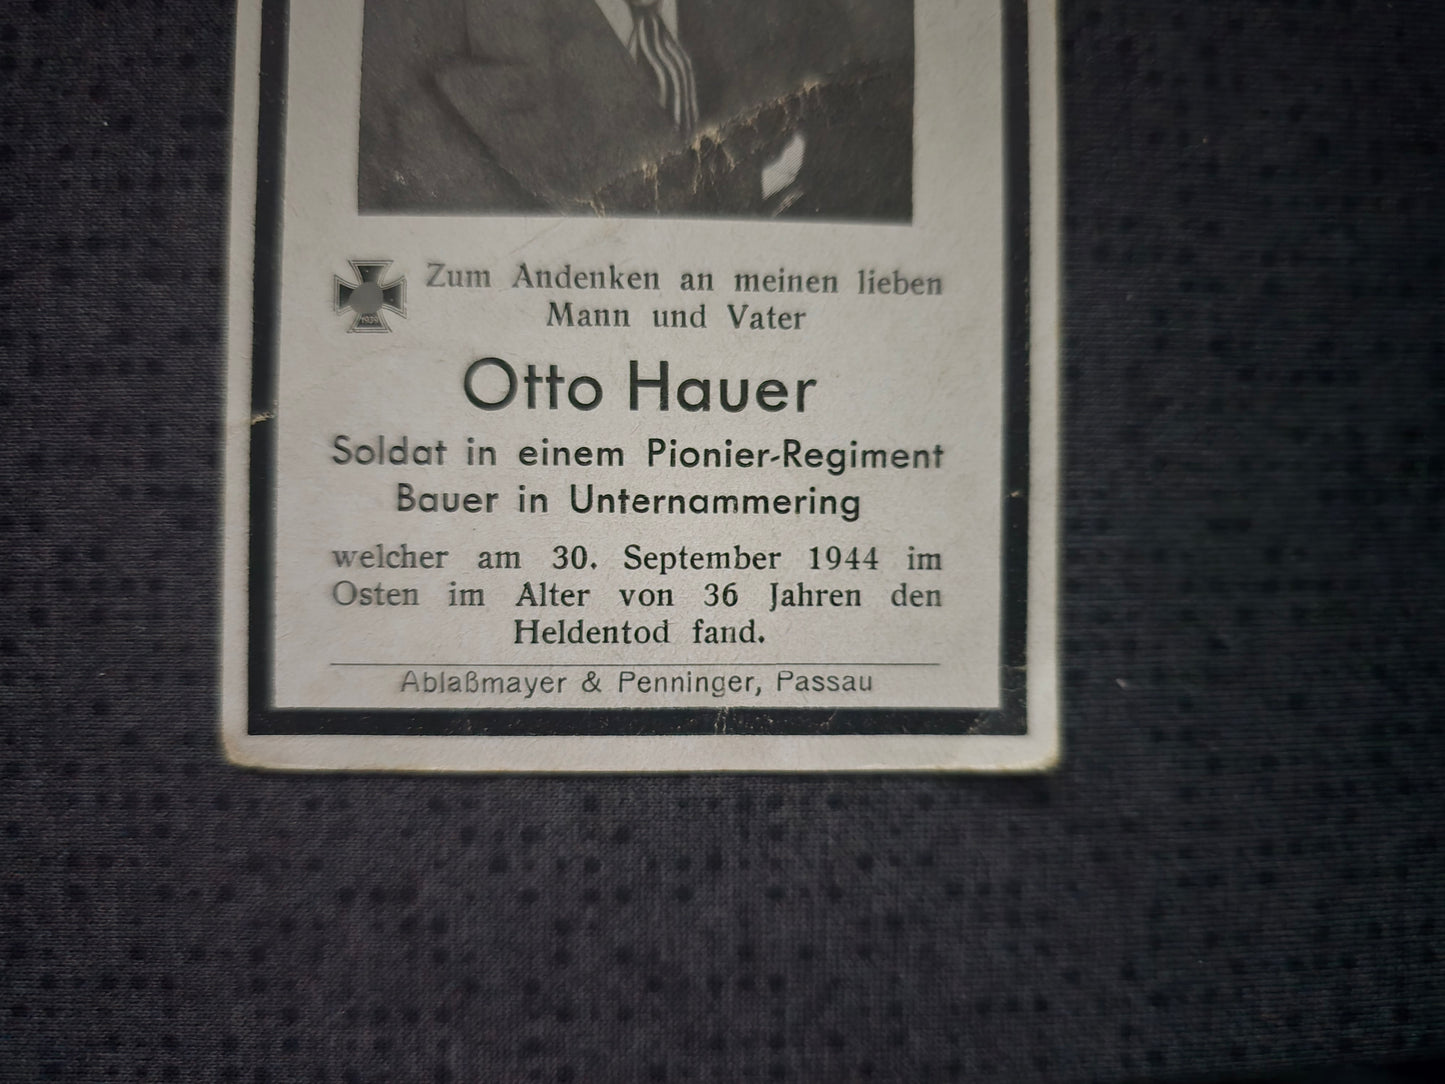 Zum Andenken an meinen lieben
Mann und Vater
Otto Hauer
Soldat in einem Pionier-Regiment
Bauer in Unternammering
welcher am 30. September 1944 im
Osten im Alter von 36 Jahren den
Heldentod fand.
Ablaßmayer & Penninger, Passau